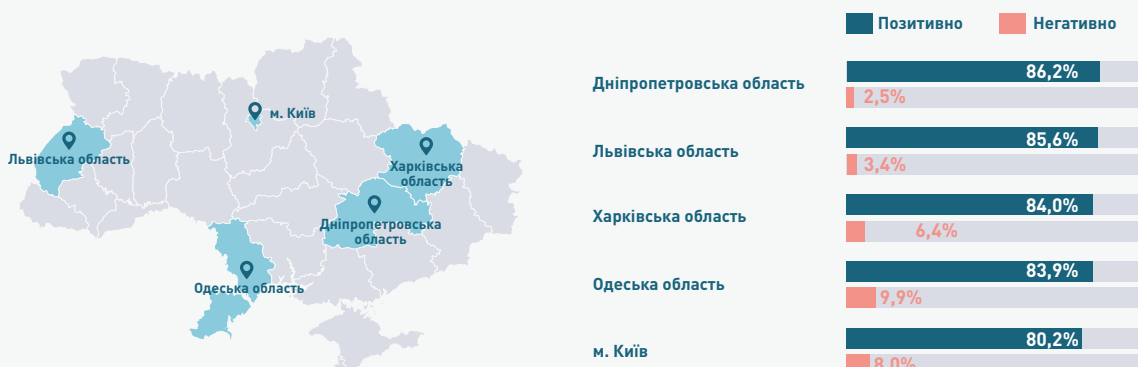 Позитивно
Негативно
м. Київ
Львівська область
Харківська
область
Дніпропетровська
область
Одеська область
Дніпропетровська область
86,2%
2,5%
Львівська область
85,6%
3,4%
Харківська область
84,0%
6,4%
Одеська область
83,9%
9,9%
м. Київ
80,2%
8,0%